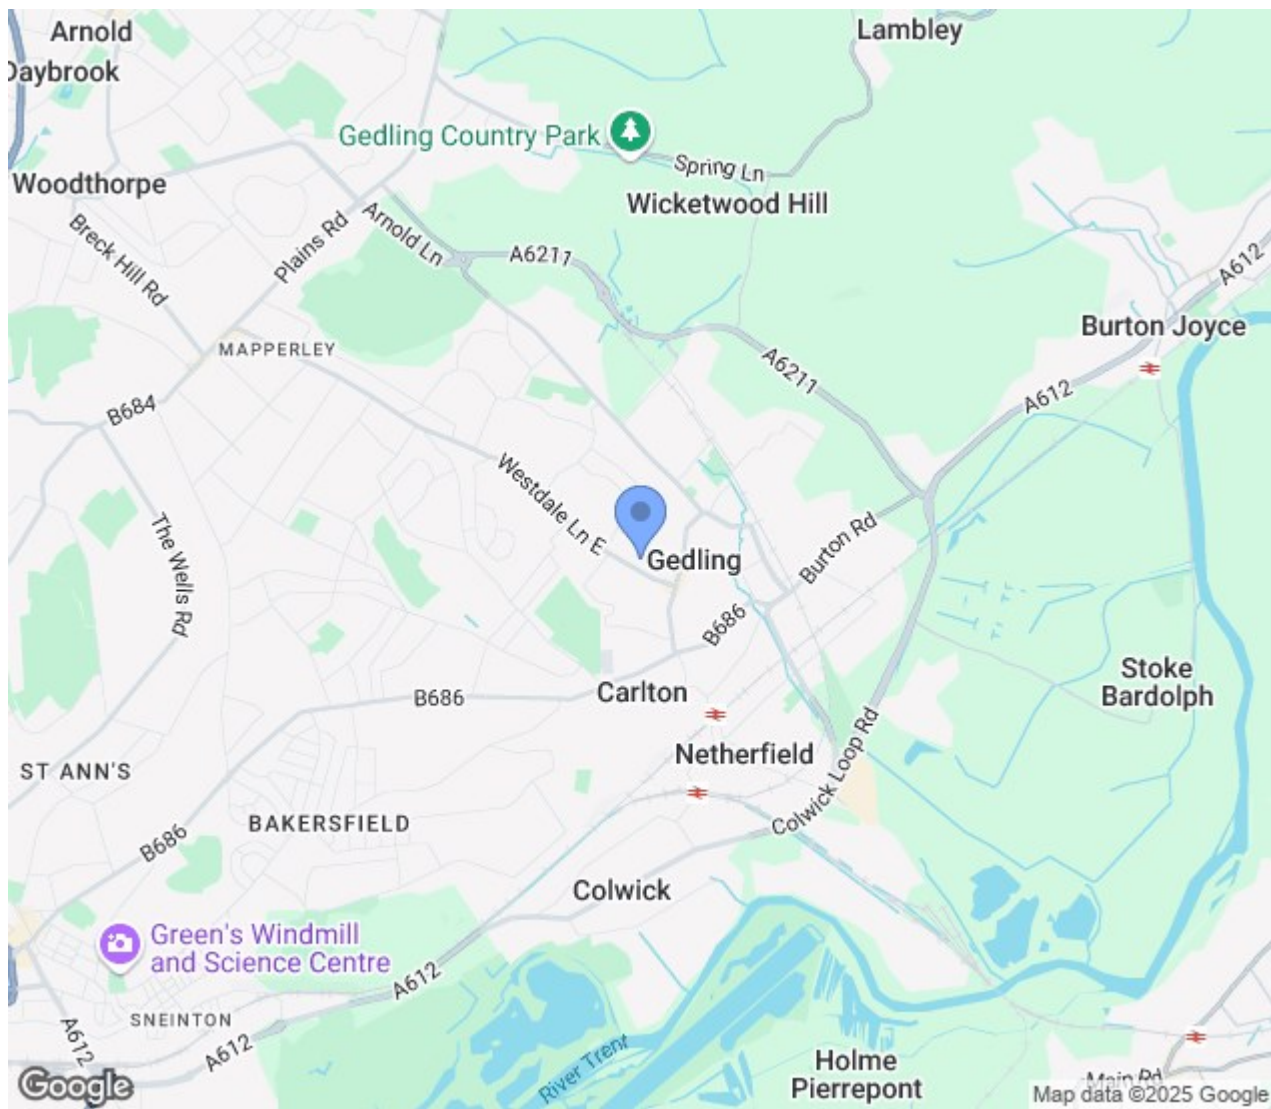 Arnold
Lambley
Daybrook
Gedling Country Park
Spring Ln
Woodthorpe
Wicketwood Hill
Breck Hill Rd
Plains Rd
Arnold Ln
A6211
A612
Burton Joyce
MAPPERLEY
A6211
A612
B684
Westdale Ln E
The Wells Rd
Burton Rd
Gedling
B686
Stoke
Bardolph
B686
Carlton
Netherfield
Colwick Loop Rd
ST ANN'S
BAKERSFIELD
B686
Colwick
Green's Windmill
and Science Centre
A612
SNEINTON
A612
A612
River Trent
Holme
Pierrepont
Main Rd
Google
Map data ©2025 Google